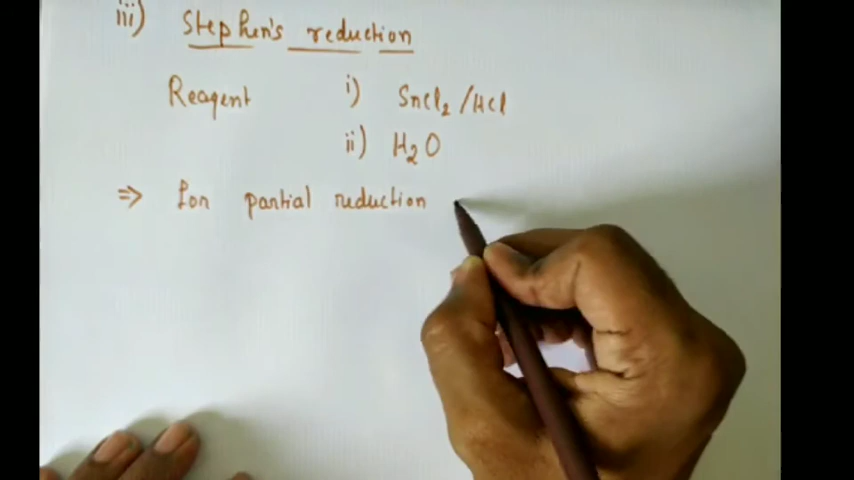 iii) Stephen's reduction
Reagent i) SnCl₂/HCl
ii) H₂O
⇒ For partial reduction